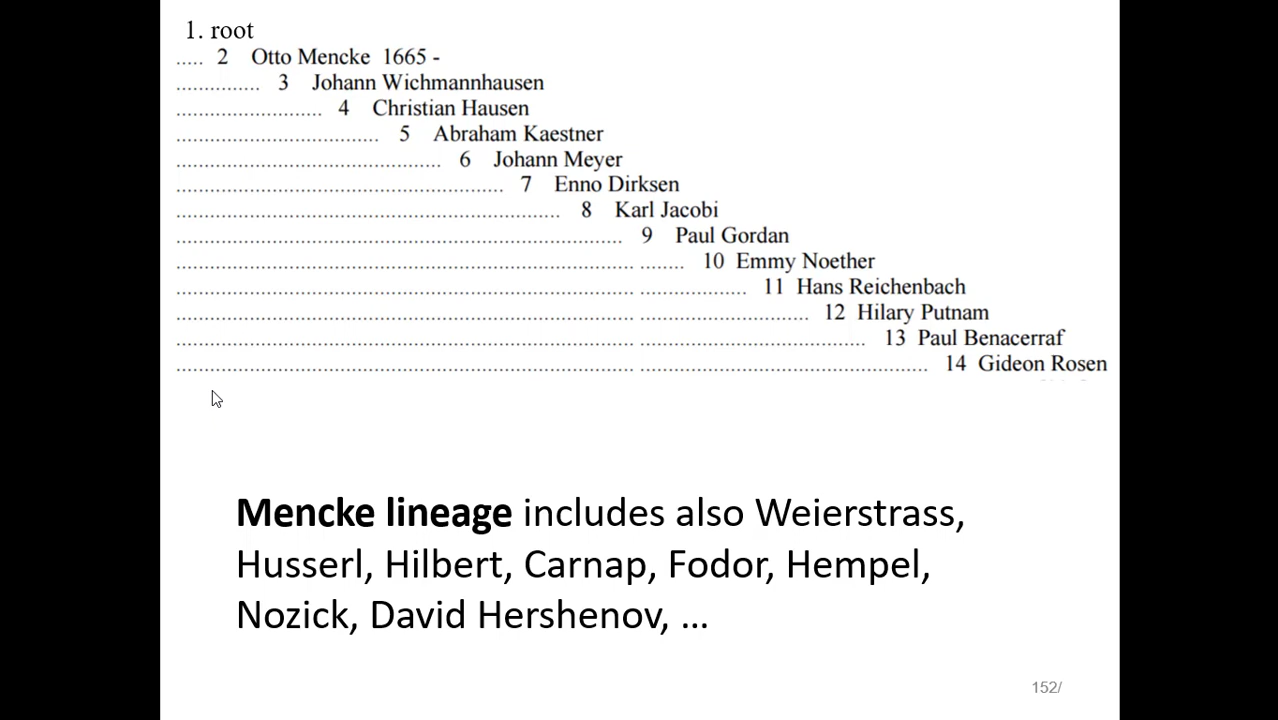 1. root
..... 2 Otto Mencke 1665 -
............... 3 Johann Wichmannhausen
.......................... 4 Christian Hausen
.................................... 5 Abraham Kaestner
............................................... 6 Johann Meyer
.......................................................... 7 Enno Dirksen
.................................................................... 8 Karl Jacobi
............................................................................... 9 Paul Gordan
................................................................................. ........ 10 Emmy Noether
................................................................................. ................... 11 Hans Reichenbach
................................................................................. .............................. 12 Hilary Putnam
................................................................................. ........................................ 13 Paul Benacerraf
................................................................................. ................................................... 14 Gideon Rosen
Mencke lineage includes also Weierstrass,
Husserl, Hilbert, Carnap, Fodor, Hempel,
Nozick, David Hershenov, ...
152/